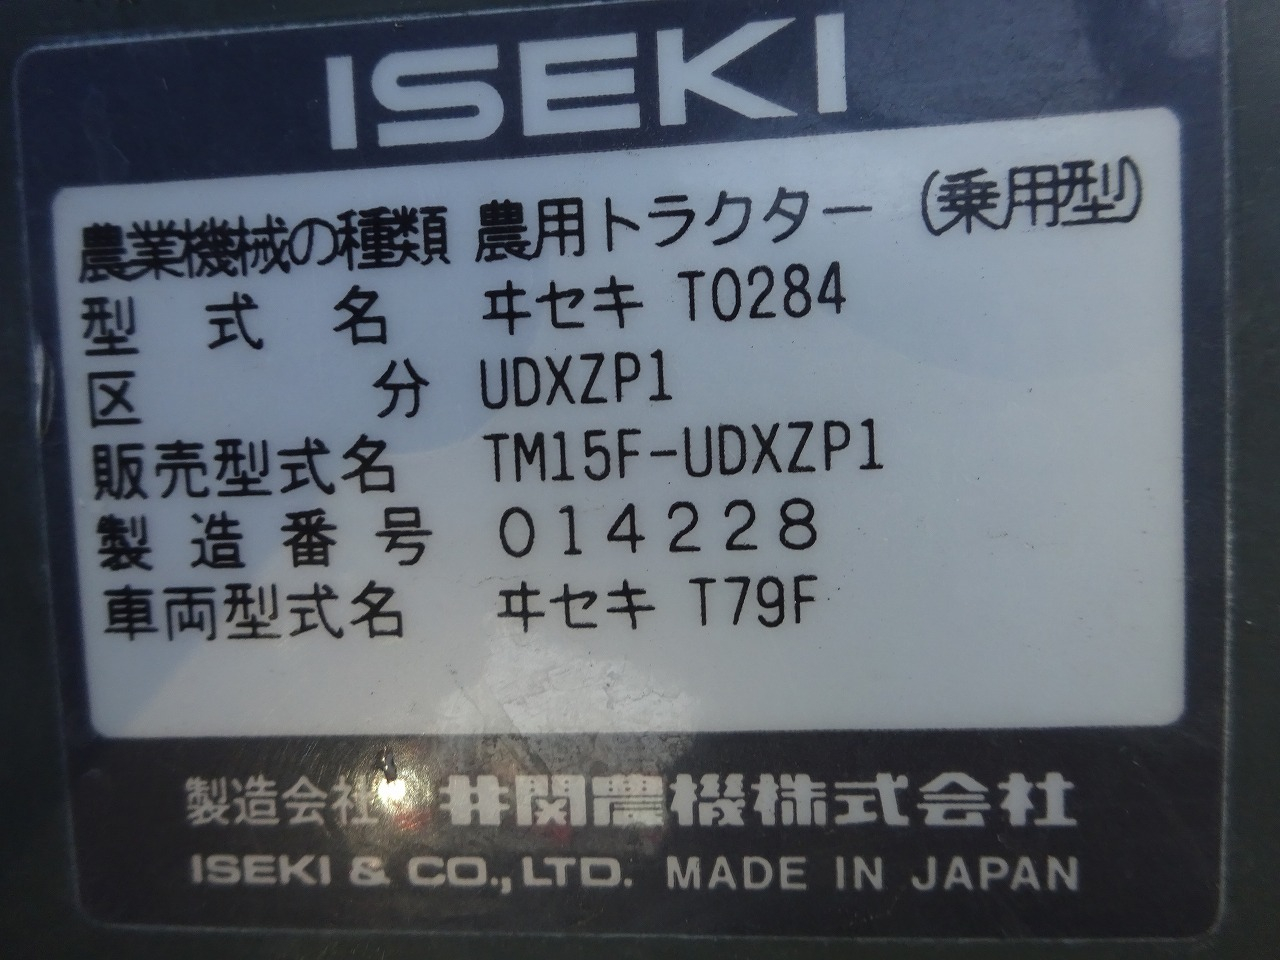 ISEKI
農業機械の種類 農用トラクター (乗用型)
型式名 ヰセキ T0284
区分 UDXZP1
販売型式名 TM15F-UDXZP1
製造番号 014228
車両型式名 ヰセキ T79F
製造会社 井関農機株式会社
ISEKI & CO., LTD. MADE IN JAPAN